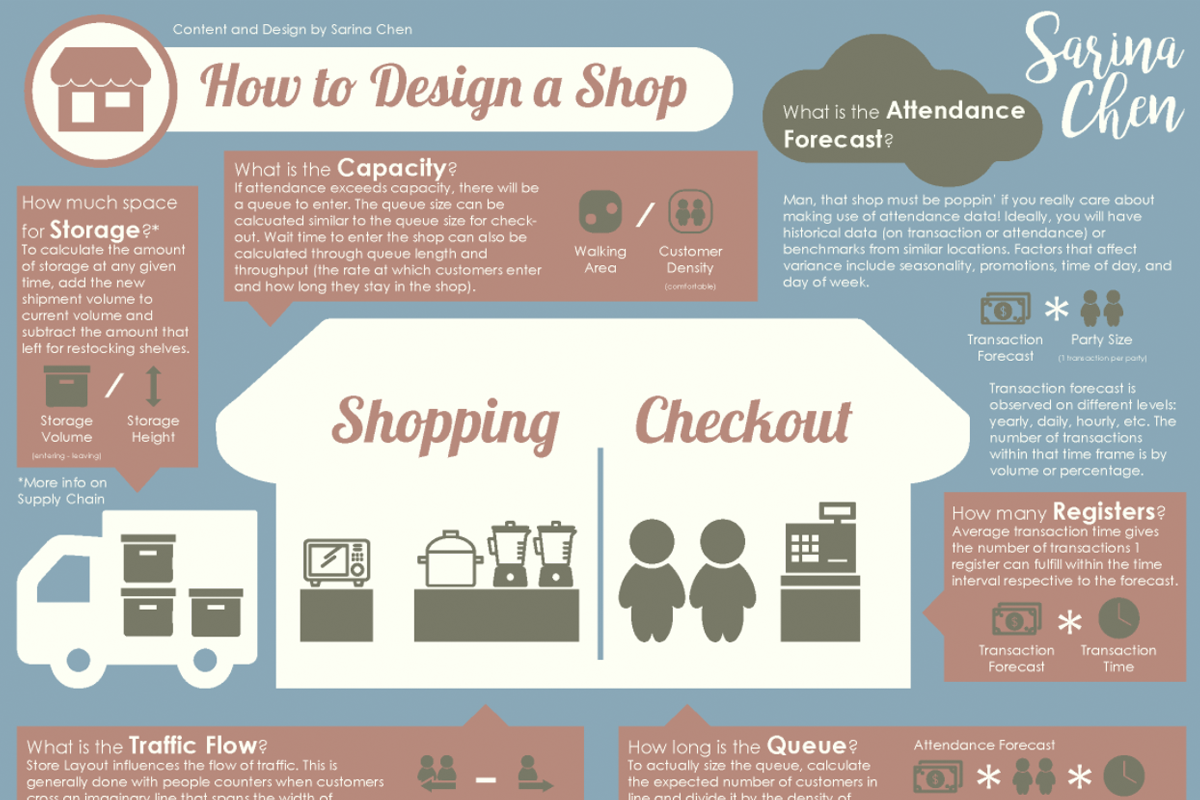 Content and Design by Sarina Chen
How to Design a Shop
Sarina
Chen
What is the Attendance
Forecast?
Man, that shop must be poppin' if you really care about
making use of attendance data! Ideally, you will have
historical data (on transaction or attendance) or
benchmarks from similar locations. Factors that affect
variance include seasonality, promotions, time of day, and
day of week.
Transaction
Forecast
*
Party Size
(1 transaction per party)
Transaction forecast is
observed on different levels:
yearly, daily, hourly, etc. The
number of transactions
within that time frame is by
volume or percentage.
What is the Capacity?
If attendance exceeds capacity, there will be
a queue to enter. The queue size can be
calcuated similar to the queue size for check-
out. Wait time to enter the shop can also be
calculated through queue length and
throughput (the rate at which customers enter
and how long they stay in the shop).
Walking
Area
/
Customer
Density
(comfortable)
How much space
for Storage?*
To calculate the amount
of storage at any given
time, add the new
shipment volume to
current volume and
subtract the amount that
left for restocking shelves.
Storage
Volume
(entering - leaving)
/
Storage
Height
*More info on
Supply Chain
Shopping
Checkout
How many Registers?
Average transaction time gives
the number of transactions 1
register can fulfill within the time
interval respective to the forecast.
Transaction
Forecast
*
Transaction
Time
What is the Traffic Flow?
Store Layout influences the flow of traffic. This is
generally done with people counters when customers
cross an imaginary line that spans the width of
-
How long is the Queue?
To actually size the queue, calculate
the expected number of customers in
line and divide it by the density of
Attendance Forecast
* *